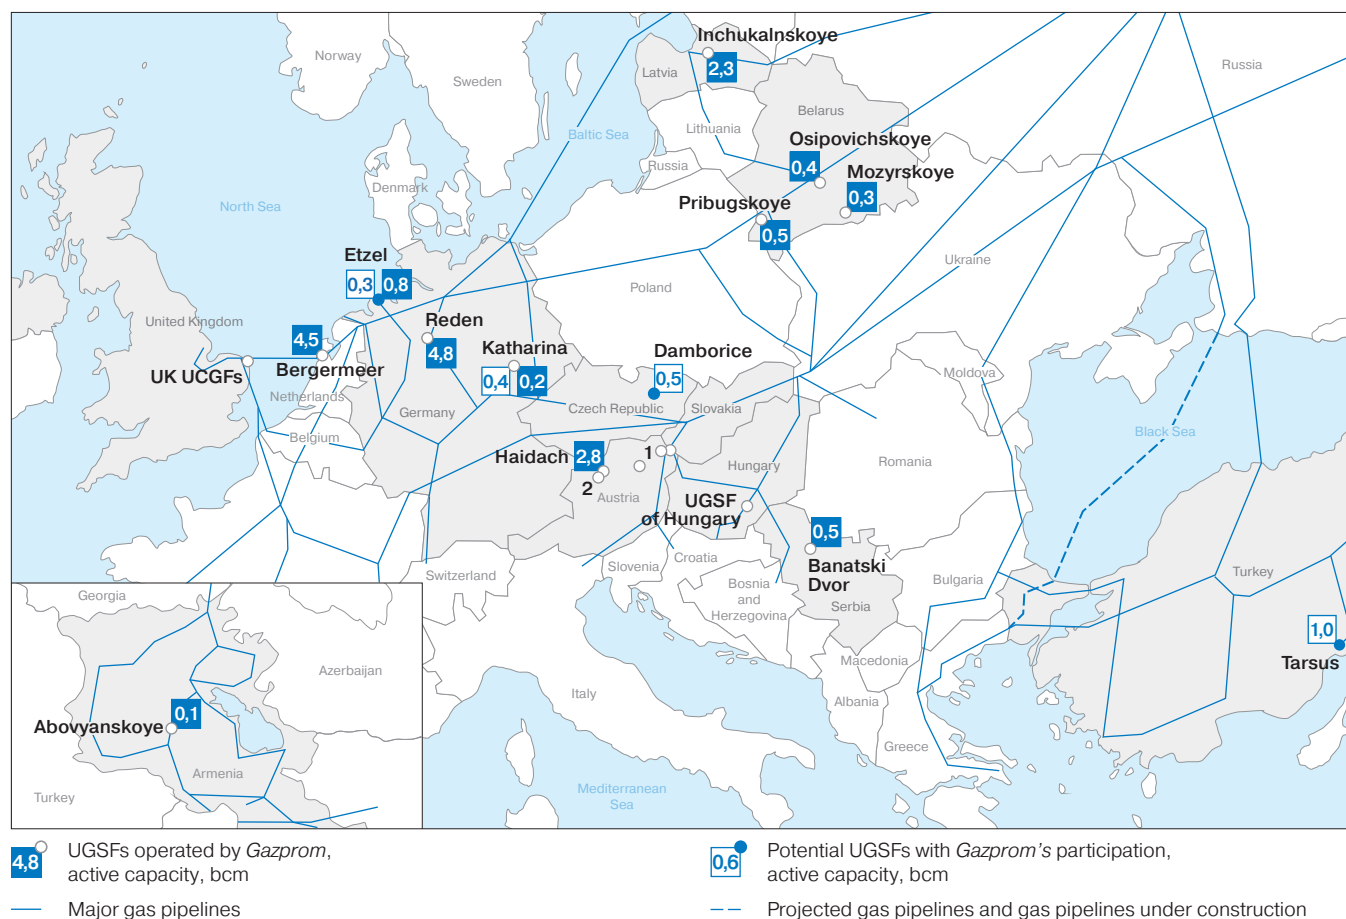 Norway
Sweden
Inchukalnskoye
2,3
Latvia
Russia
Baltic Sea
Lithuania
Belarus
Osipovichskoye
0,4
Mozyrskoye
0,3
Russia
Denmark
Pribugskoye
0,5
North Sea
Etzel
0,3
0,8
Ukraine
Poland
United Kingdom
Reden
4,8
4,5
Bergermeer
Katharina
0,4
0,2
Damborice
0,5
UK UCGFs
Netherlands
Germany
Czech Republic
Slovakia
Moldova
Belgium
Black Sea
Haidach
2,8
1
2
Austria
Hungary
Romania
UGSF
of Hungary
0,5
Banatski
Dvor
Serbia
Croatia
Slovenia
Switzerland
Bosnia
and
Herzegovina
Bulgaria
Turkey
1,0
Tarsus
Macedonia
Albania
Italy
Greece
Mediterranean
Sea
Georgia
Azerbaijan
0,1
Abovyanskoye
Armenia
Turkey
4,8
UGSFs operated by Gazprom,
active capacity, bcm
Major gas pipelines
0,6
Potential UGSFs with Gazprom's participation,
active capacity, bcm
Projected gas pipelines and gas pipelines under construction